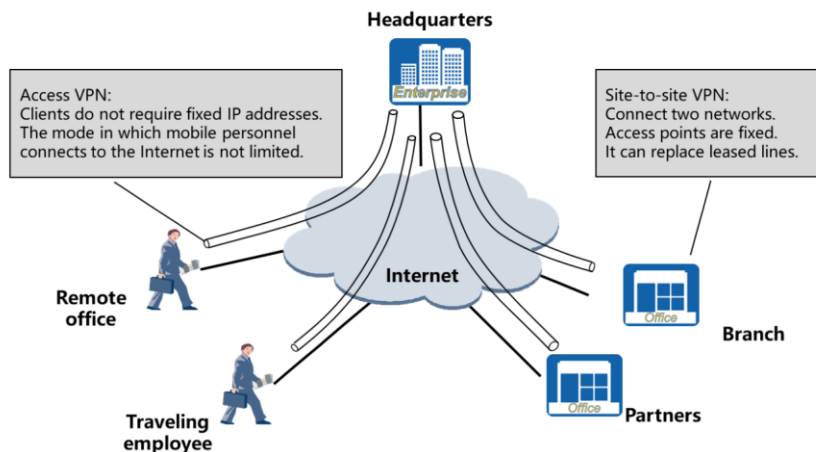 Headquarters
Enterprise
Access VPN:
Clients do not require fixed IP addresses.
The mode in which mobile personnel
connects to the Internet is not limited.
Site-to-site VPN:
Connect two networks.
Access points are fixed.
It can replace leased lines.
Internet
Remote
office
Office
Branch
Traveling
employee
Office
Partners